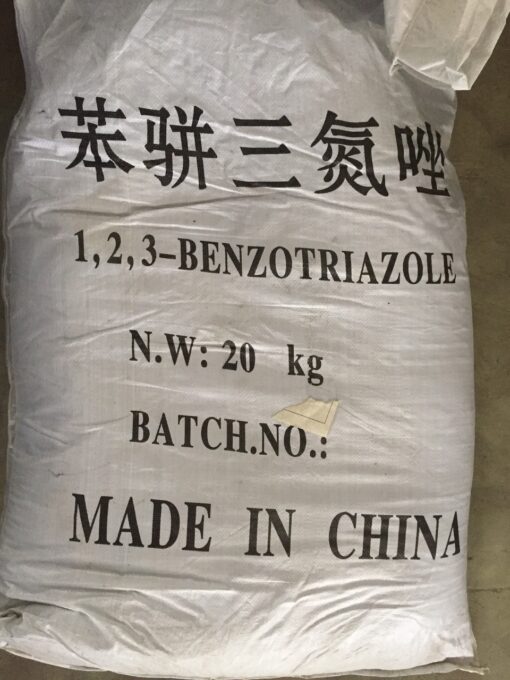 苯骈三氮唑
1,2,3-BENZOTRIAZOLE
N.W: 20 kg
BATCH.NO.:
MADE IN CHINA